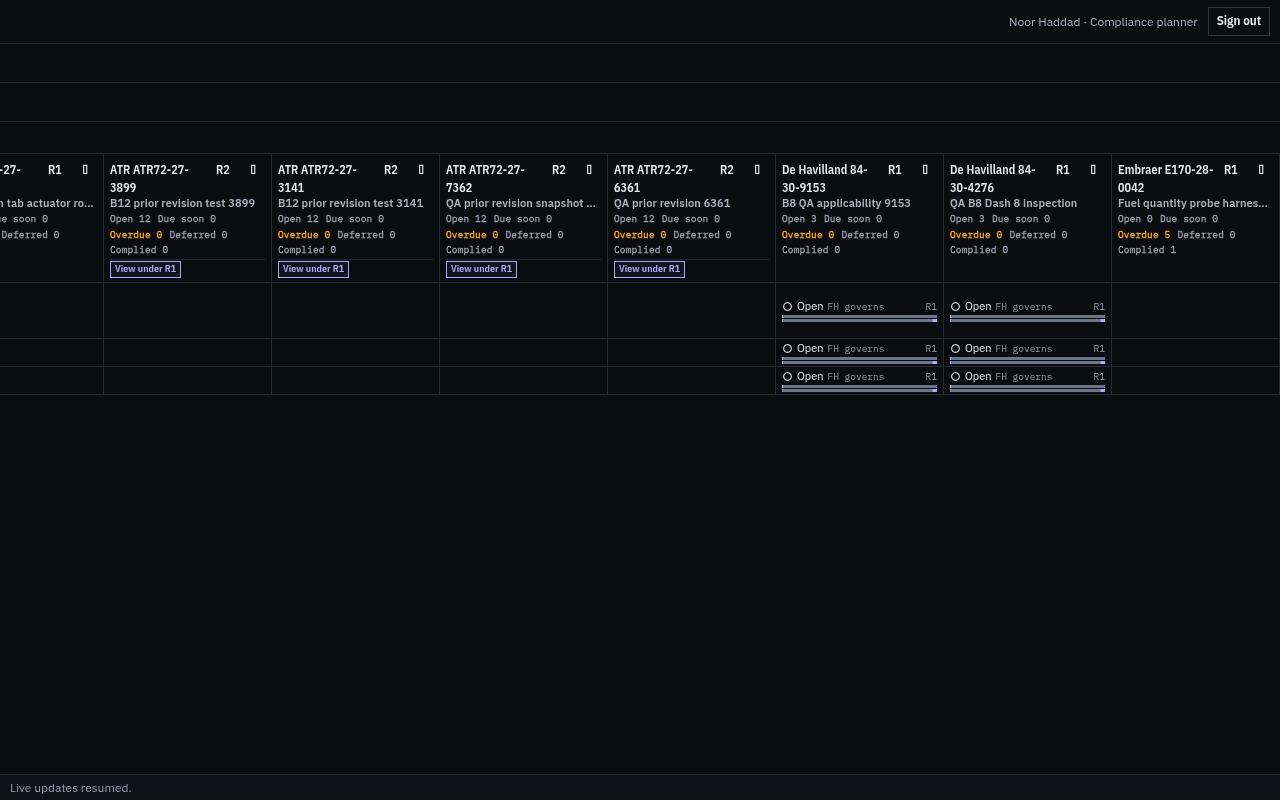 Noor Haddad · Compliance planner Sign out
-27- R1
n tab actuator ro...
ue soon 0
Deferred 0
ATR ATR72-27- R2
3899
B12 prior revision test 3899
Open 12 Due soon 0
Overdue 0 Deferred 0
Complied 0
View under R1
ATR ATR72-27- R2
3141
B12 prior revision test 3141
Open 12 Due soon 0
Overdue 0 Deferred 0
Complied 0
View under R1
ATR ATR72-27- R2
7362
QA prior revision snapshot ...
Open 12 Due soon 0
Overdue 0 Deferred 0
Complied 0
View under R1
ATR ATR72-27- R2
6361
QA prior revision 6361
Open 12 Due soon 0
Overdue 0 Deferred 0
Complied 0
View under R1
De Havilland 84- R1
30-9153
B8 QA applicability 9153
Open 3 Due soon 0
Overdue 0 Deferred 0
Complied 0
De Havilland 84- R1
30-4276
QA B8 Dash 8 inspection
Open 3 Due soon 0
Overdue 0 Deferred 0
Complied 0
Embraer E170-28- R1
0042
Fuel quantity probe harnes...
Open 0 Due soon 0
Overdue 5 Deferred 0
Complied 1
Open FH governs R1
Open FH governs R1
Open FH governs R1
Open FH governs R1
Open FH governs R1
Open FH governs R1
Live updates resumed.